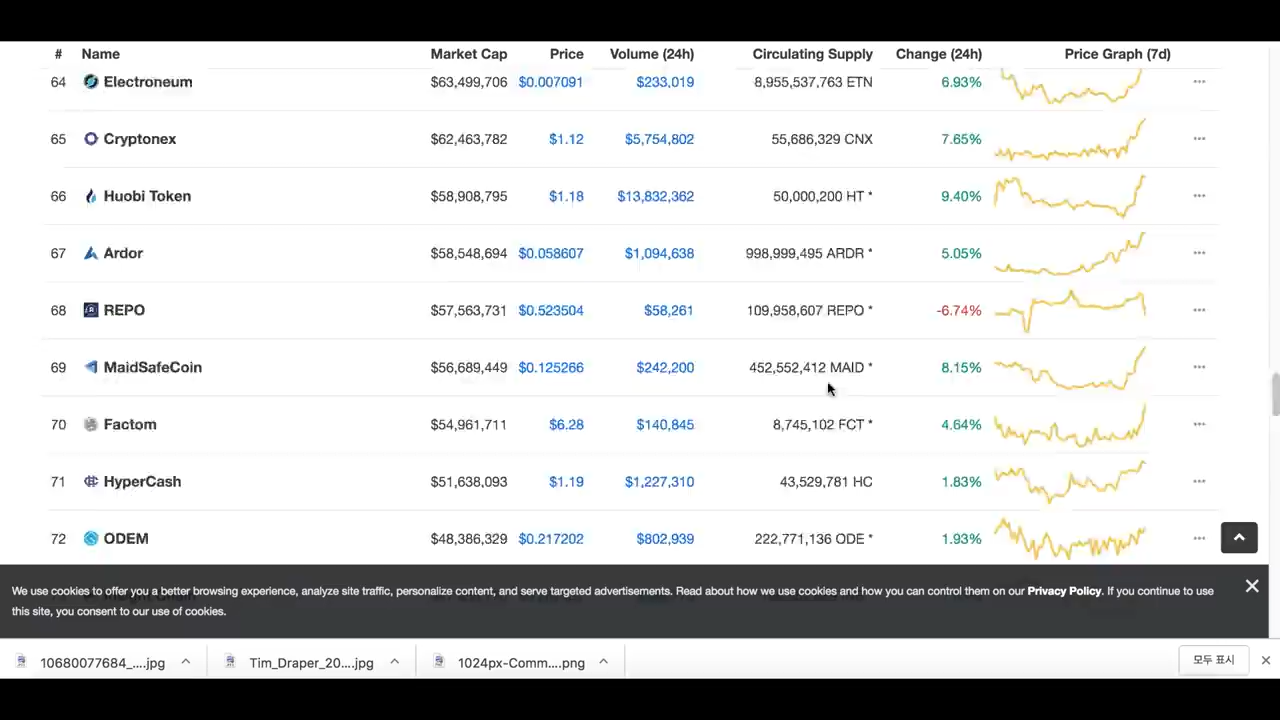 # Name Market Cap Price Volume (24h) Circulating Supply Change (24h) Price Graph (7d)
64 Electroneum $63,499,706 $0.007091 $233,019 8,955,537,763 ETN 6.93%
65 Cryptonex $62,463,782 $1.12 $5,754,802 55,686,329 CNX 7.65%
66 Huobi Token $58,908,795 $1.18 $13,832,362 50,000,200 HT * 9.40%
67 Ardor $58,548,694 $0.058607 $1,094,638 998,999,495 ARDR * 5.05%
68 REPO $57,563,731 $0.523504 $58,261 109,958,607 REPO * -6.74%
69 MaidSafeCoin $56,689,449 $0.125266 $242,200 452,552,412 MAID * 8.15%
70 Factom $54,961,711 $6.28 $140,845 8,745,102 FCT * 4.64%
71 HyperCash $51,638,093 $1.19 $1,227,310 43,529,781 HC 1.83%
72 ODEM $48,386,329 $0.217202 $802,939 222,771,136 ODE * 1.93%
We use cookies to offer you a better browsing experience, analyze site traffic, personalize content, and serve targeted advertisements. Read about how we use cookies and how you can control them on our Privacy Policy. If you continue to use
this site, you consent to our use of cookies.
10680077684_....jpg Tim_Draper_20....jpg 1024px-Comm....png 모두 표시